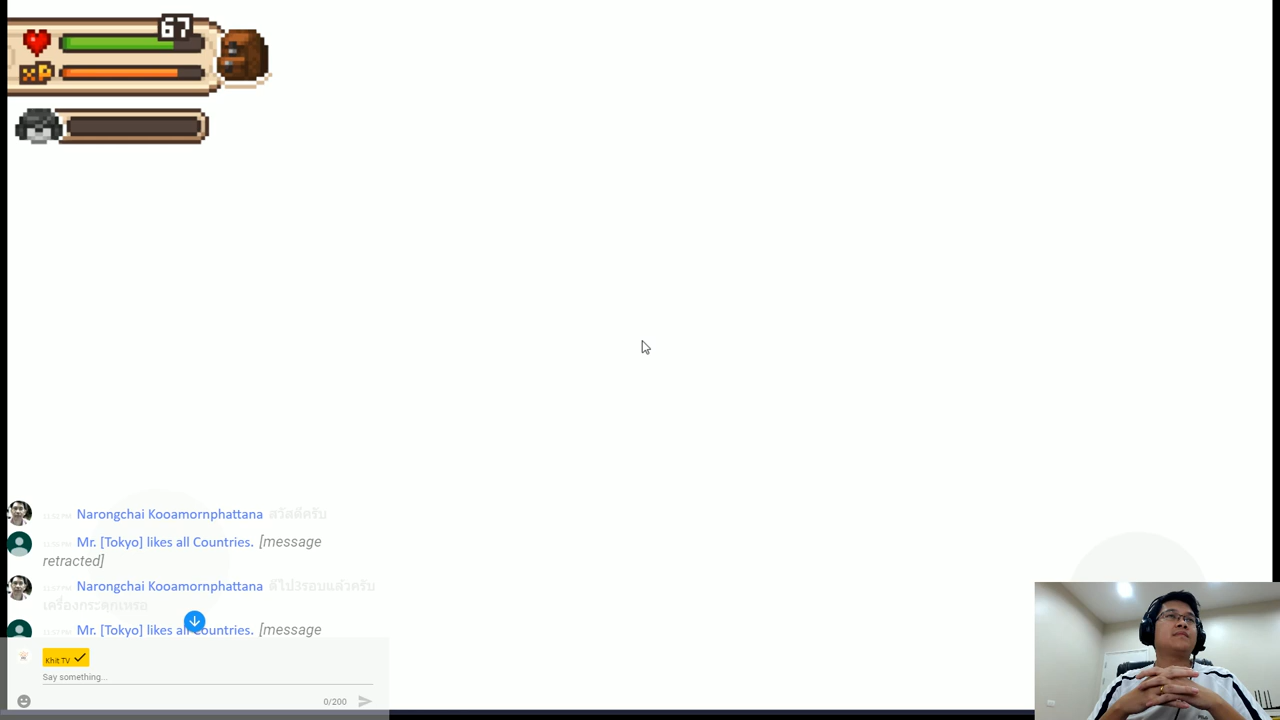 67
Narongchai Kooamornphattana สวัสดีครับ
Mr. [Tokyo] likes all Countries. [message
retracted]
Narongchai Kooamornphattana ตีไป3รอบแล้วครับ
เครื่องกระตุกเหรอ
Mr. [Tokyo] likes all Countries. [message
Khit TV
Say something...
0/200